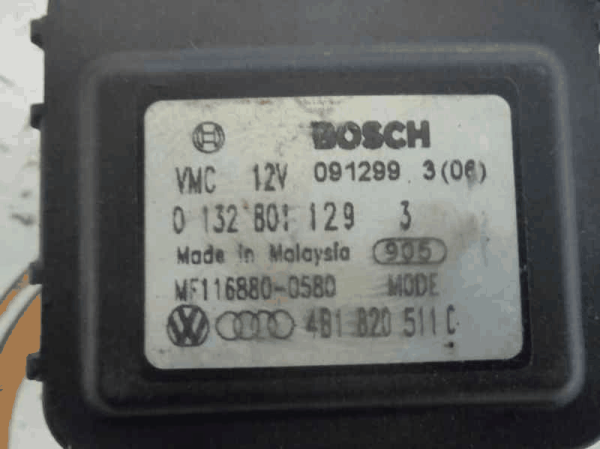 BOSCH
VMC 12V 091299 3(06)
0 132 801 129 3
Made in Malaysia 905
MF116880-0580 MODE
4B1 820 511 C